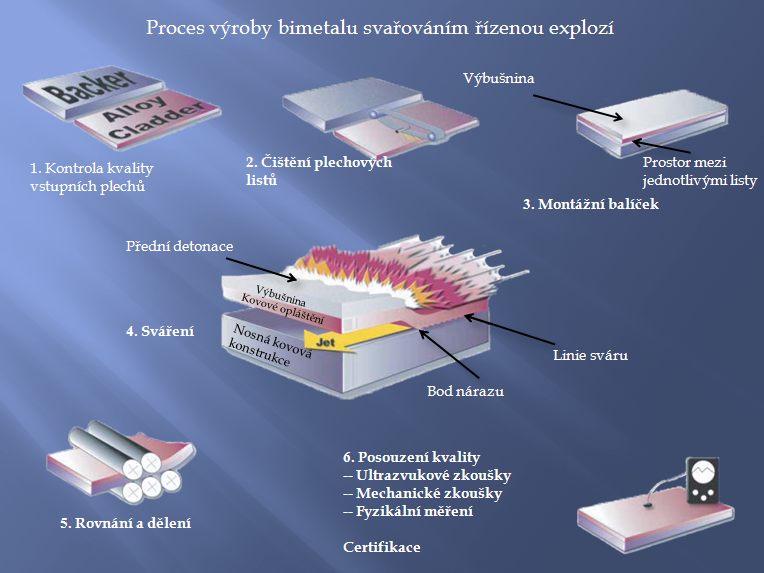 Proces výroby bimetalu svařováním řízenou explozí
Backer
Alloy
Cladder
1. Kontrola kvality
vstupních plechů
2. Čištění plechových
listů
Výbušnina
Prostor mezi
jednotlivými listy
3. Montážní balíček
Přední detonace
Výbušnina
Kovové opláštění
4. Sváření
Nosná kovová
konstrukce
Jet
Linie sváru
Bod nárazu
5. Rovnání a dělení
6. Posouzení kvality
-- Ultrazvukové zkoušky
-- Mechanické zkoušky
-- Fyzikální měření
Certifikace